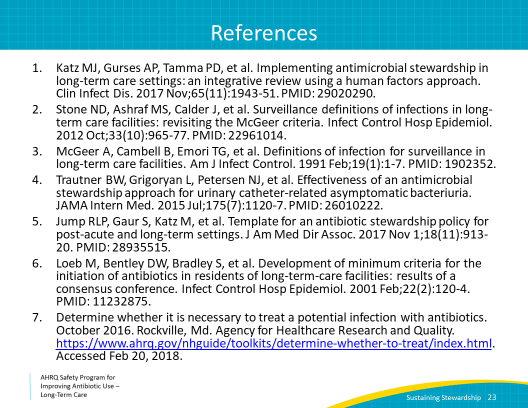 References
1. Katz MJ, Gurses AP, Tamma PD, et al. Implementing antimicrobial stewardship in
long-term care settings: an integrative review using a human factors approach.
Clin Infect Dis. 2017 Nov;65(11):1943-51. PMID: 29020290.
2. Stone ND, Ashraf MS, Calder J, et al. Surveillance definitions of infections in long-
term care facilities: revisiting the McGeer criteria. Infect Control Hosp Epidemiol.
2012 Oct;33(10):965-77. PMID: 22961014.
3. McGeer A, Cambell B, Emori TG, et al. Definitions of infection for surveillance in
long-term care facilities. Am J Infect Control. 1991 Feb;19(1):1-7. PMID: 1902352.
4. Trautner BW, Grigoryan L, Petersen NJ, et al. Effectiveness of an antimicrobial
stewardship approach for urinary catheter-related asymptomatic bacteriuria.
JAMA Intern Med. 2015 Jul;175(7):1120-7. PMID: 26010222.
5. Jump RLP, Gaur S, Katz M, et al. Template for an antibiotic stewardship policy for
post-acute and long-term settings. J Am Med Dir Assoc. 2017 Nov 1;18(11):913-
20. PMID: 28935515.
6. Loeb M, Bentley DW, Bradley S, et al. Development of minimum criteria for the
initiation of antibiotics in residents of long-term-care facilities: results of a
consensus conference. Infect Control Hosp Epidemiol. 2001 Feb;22(2):120-4.
PMID: 11232875.
7. Determine whether it is necessary to treat a potential infection with antibiotics.
October 2016. Rockville, Md. Agency for Healthcare Research and Quality.
https://www.ahrq.gov/nhguide/toolkits/determine-whether-to-treat/index.html.
Accessed Feb 20, 2018.
AHRQ Safety Program for
Improving Antibiotic Use –
Long-Term Care
Sustaining Stewardship 23